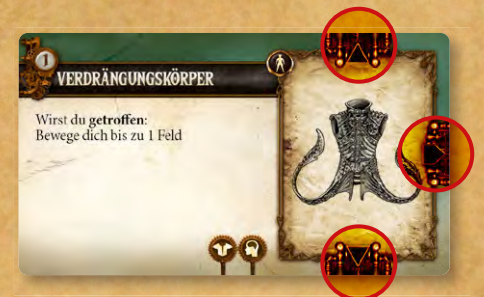 1
VERDRÄNGUNGSKÖRPER
Wirst du getroffen:
Bewege dich bis zu 1 Feld